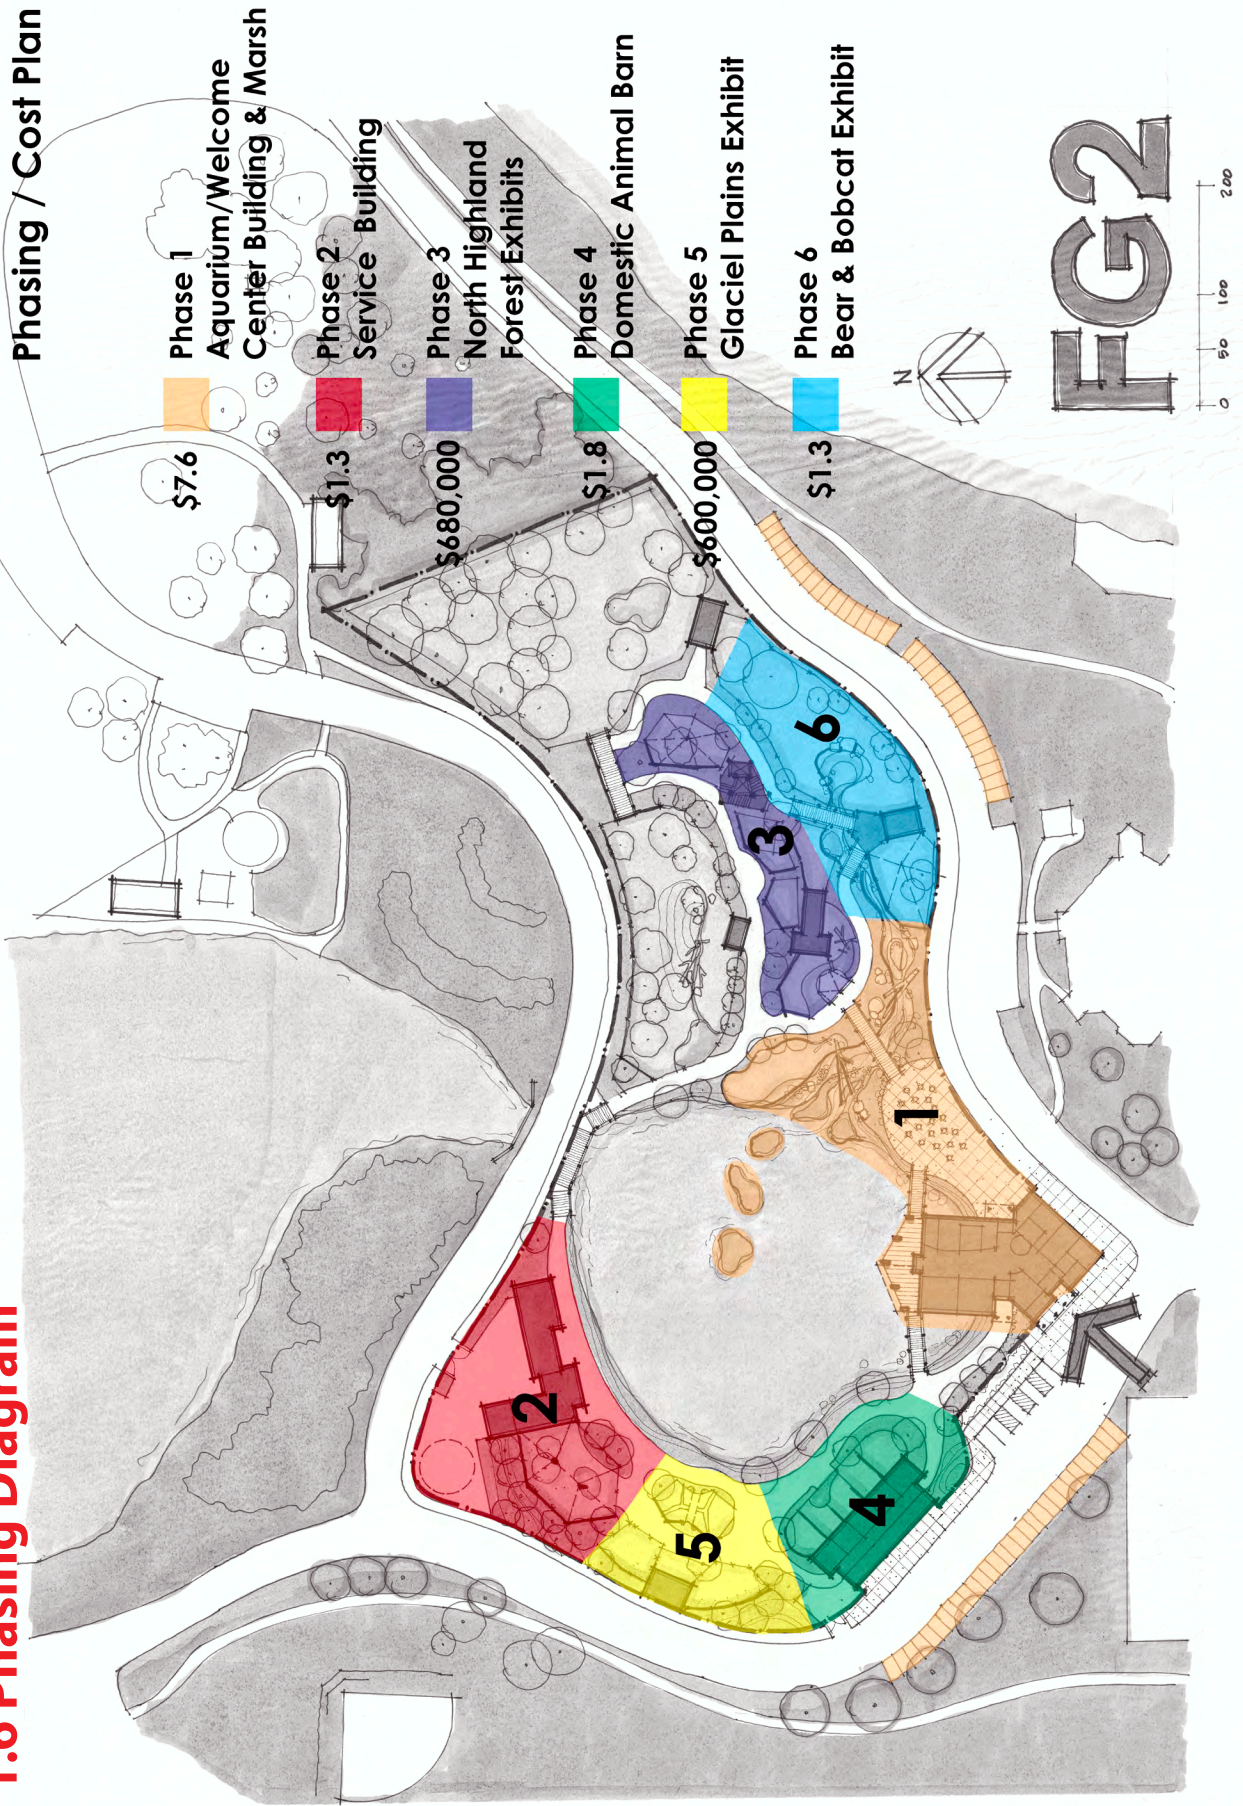 1.6 Phasing Diagram
Phasing / Cost Plan
$7.6 Phase 1
Aquarium/Welcome
Center Building & Marsh
$1.3 Phase 2
Service Building
$680,000 Phase 3
North Highland
Forest Exhibits
$1.8 Phase 4
Domestic Animal Barn
$600,000 Phase 5
Glaciel Plains Exhibit
$1.3 Phase 6
Bear & Bobcat Exhibit
2
5
4
1
3
6
N
FG2
0 50 100 200